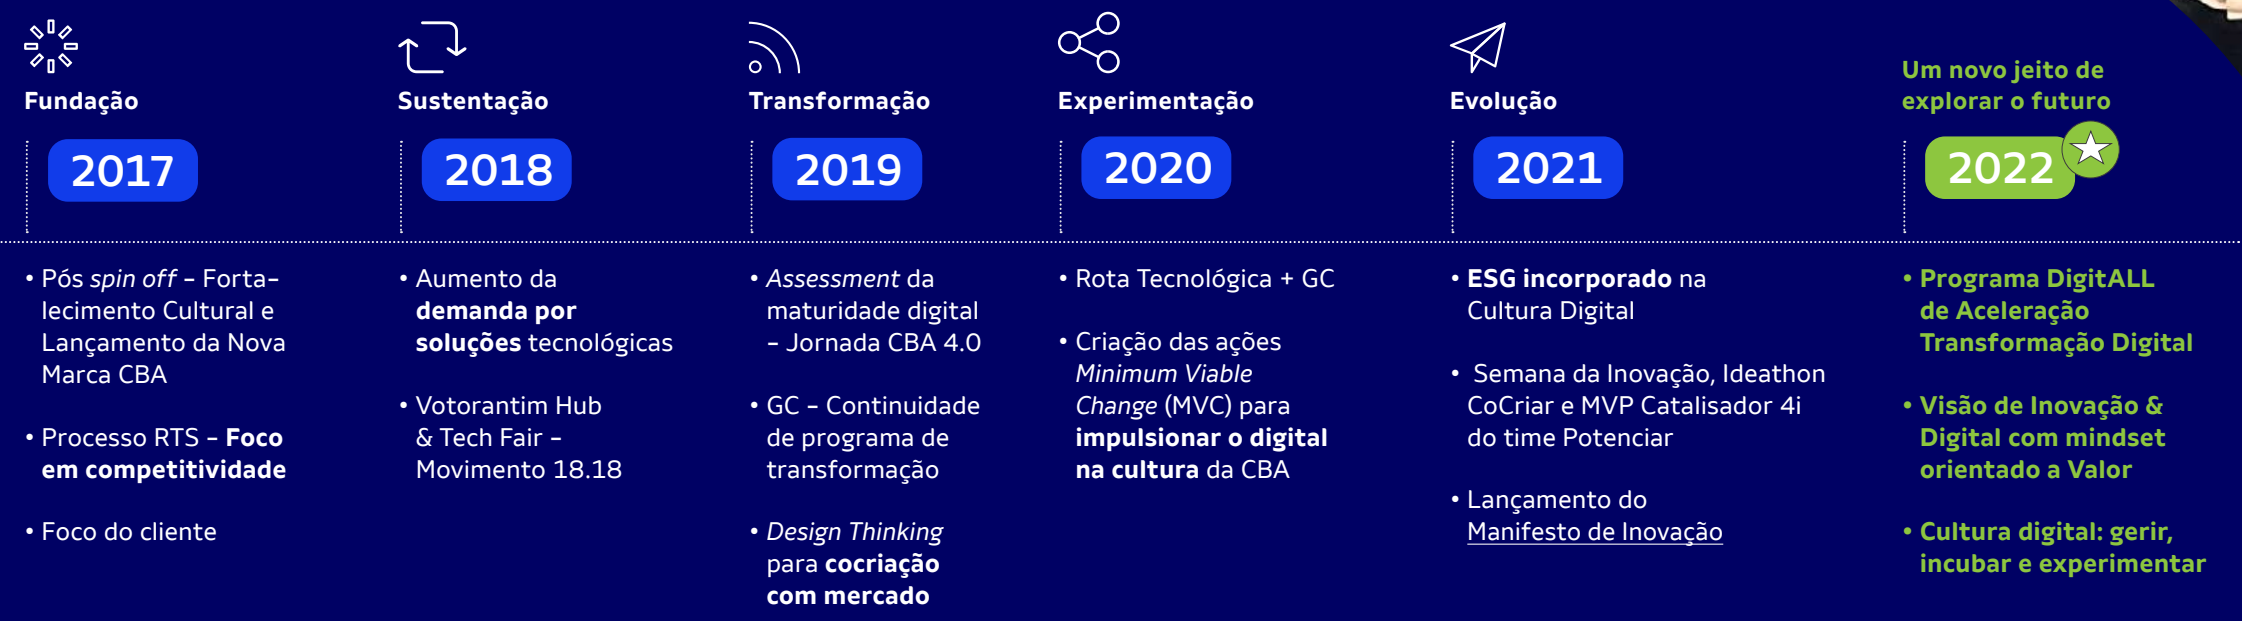 Fundação
2017
• Pós spin off – Forta-
lecimento Cultural e
Lançamento da Nova
Marca CBA
• Processo RTS – Foco
em competitividade
• Foco do cliente
Sustentação
2018
• Aumento da
demanda por
soluções tecnológicas
• Votorantim Hub
& Tech Fair –
Movimento 18.18
Transformação
2019
• Assessment da
maturidade digital
– Jornada CBA 4.0
• GC – Continuidade
de programa de
transformação
• Design Thinking
para cocriação
com mercado
Experimentação
2020
• Rota Tecnológica + GC
• Criação das ações
Minimum Viable
Change (MVC) para
impulsionar o digital
na cultura da CBA
Evolução
2021
• ESG incorporado na
Cultura Digital
• Semana da Inovação, Ideathon
CoCriar e MVP Catalisador 4i
do time Potenciar
• Lançamento do
Manifesto de Inovação
Um novo jeito de
explorar o futuro
2022
• Programa DigitALL
de Aceleração
Transformação Digital
• Visão de Inovação &
Digital com mindset
orientado a Valor
• Cultura digital: gerir,
incubar e experimentar